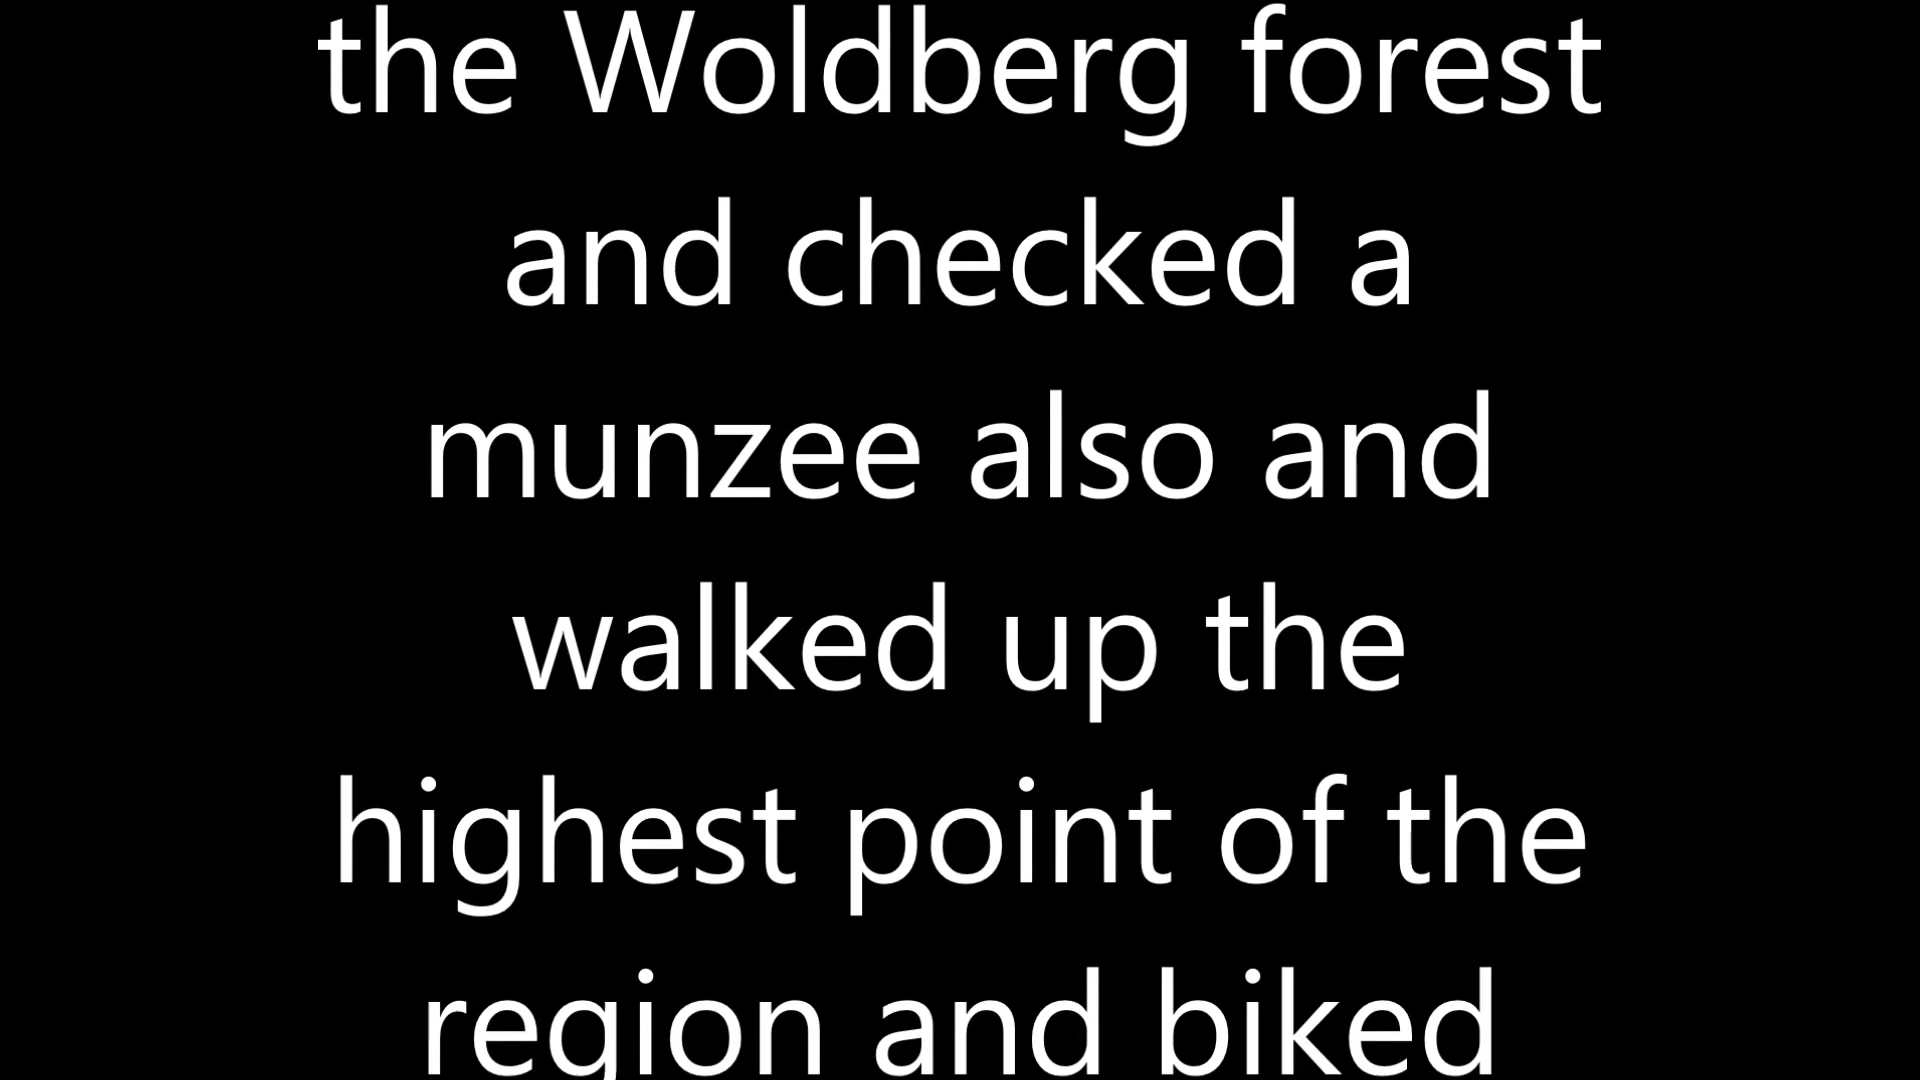 the Woldberg forest
and checked a
munzee also and
walked up the
highest point of the
region and biked